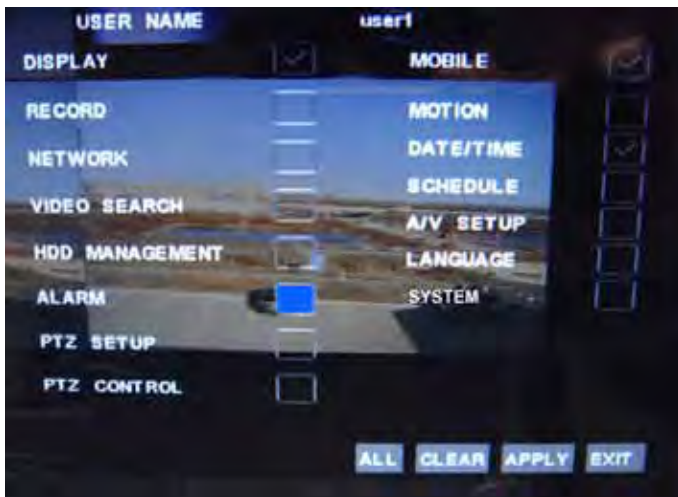 USER NAME user1
DISPLAY MOBILE
RECORD MOTION
NETWORK DATE/TIME
VIDEO SEARCH SCHEDULE
HDD MANAGEMENT A/V SETUP
ALARM LANGUAGE
PTZ SETUP SYSTEM
PTZ CONTROL
ALL CLEAR APPLY EXIT